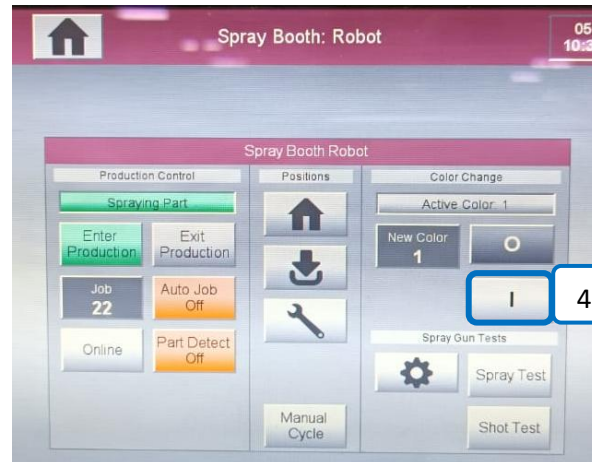 Spray Booth: Robot
05
10:3
Spray Booth Robot
Production Control
Spraying Part
Enter
Production
Exit
Production
Job
22
Auto Job
Off
Online
Part Detect
Off
Positions
Manual
Cycle
Color Change
Active Color: 1
New Color
1
O
I
4
Spray Gun Tests
Spray Test
Shot Test